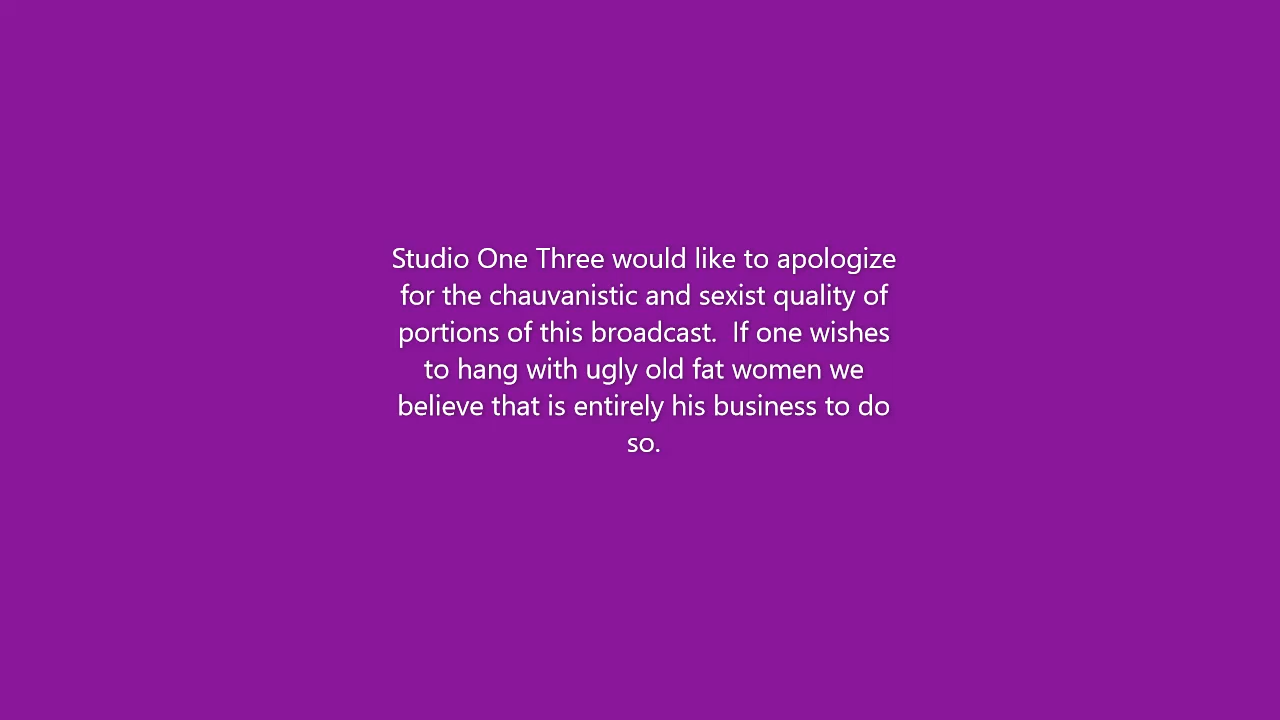 Studio One Three would like to apologize
for the chauvanistic and sexist quality of
portions of this broadcast.  If one wishes
to hang with ugly old fat women we
believe that is entirely his business to do
so.